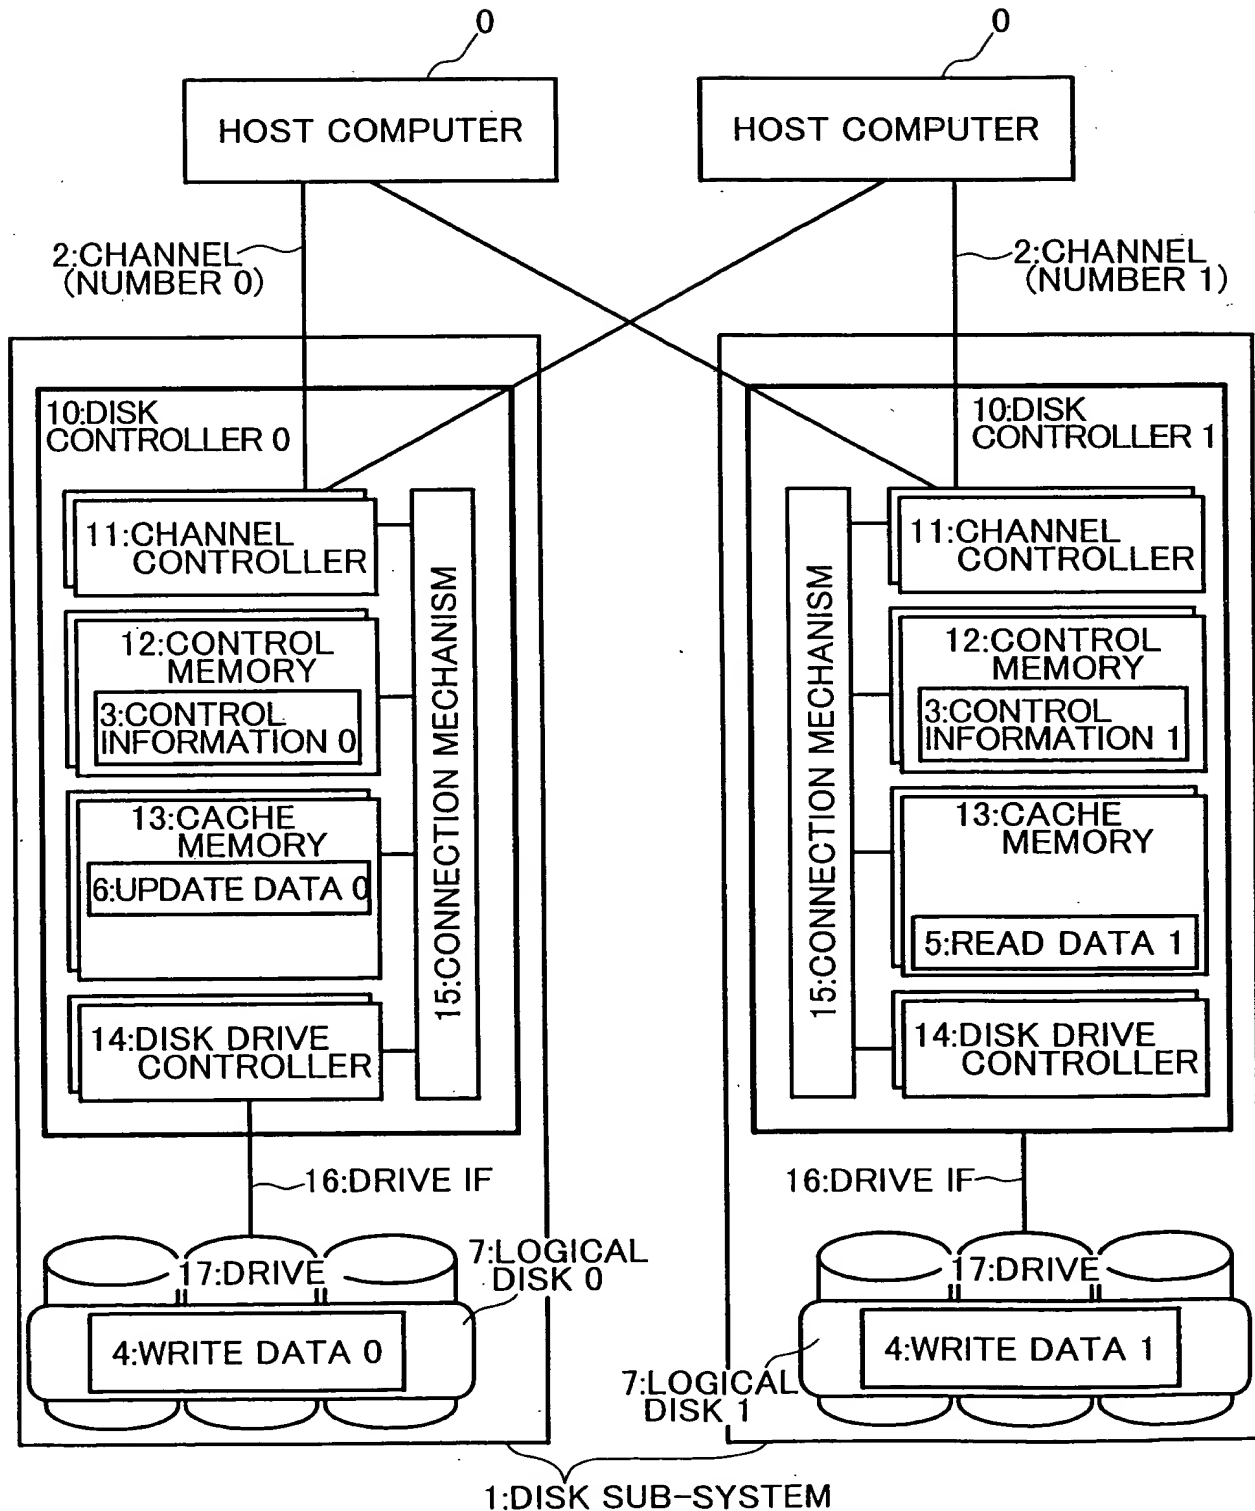 0
0
HOST COMPUTER
HOST COMPUTER
2:CHANNEL
(NUMBER 0)
2:CHANNEL
(NUMBER 1)
10:DISK
CONTROLLER 0
11:CHANNEL
CONTROLLER
12:CONTROL
MEMORY
3:CONTROL
INFORMATION 0
13:CACHE
MEMORY
6:UPDATE DATA 0
14:DISK DRIVE
CONTROLLER
15:CONNECTION MECHANISM
16:DRIVE IF
17:DRIVE
7:LOGICAL
DISK 0
4:WRITE DATA 0
10:DISK
CONTROLLER 1
15:CONNECTION MECHANISM
11:CHANNEL
CONTROLLER
12:CONTROL
MEMORY
3:CONTROL
INFORMATION 1
13:CACHE
MEMORY
5:READ DATA 1
14:DISK DRIVE
CONTROLLER
16:DRIVE IF
17:DRIVE
4:WRITE DATA 1
7:LOGICAL
DISK 1
1:DISK SUB-SYSTEM